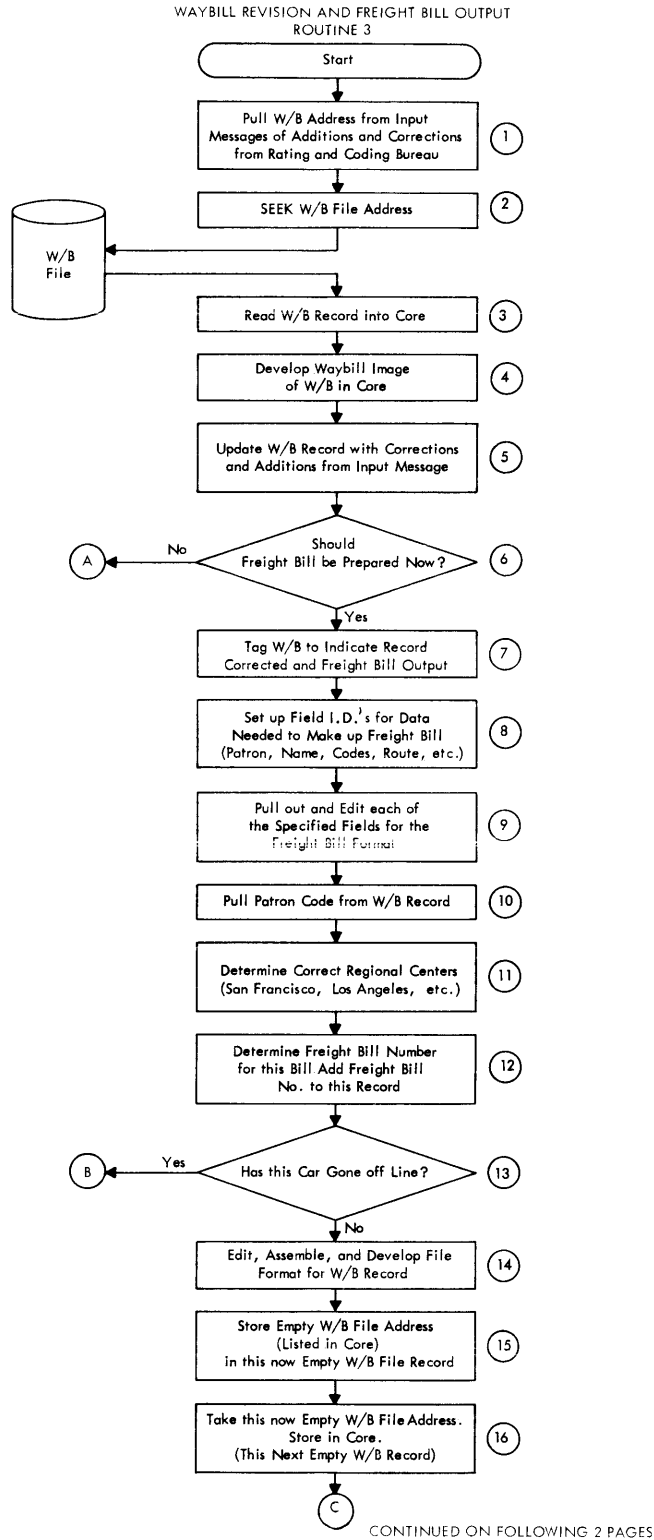 WAYBILL REVISION AND FREIGHT BILL OUTPUT
ROUTINE 3
Start
Pull W/B Address from Input
Messages of Additions and Corrections
from Rating and Coding Bureau
1
SEEK W/B File Address
2
W/B
File
Read W/B Record into Core
3
Develop Waybill Image
of W/B in Core
4
Update W/B Record with Corrections
and Additions from Input Message
5
Should
Freight Bill be Prepared Now?
6
No
A
Yes
Tag W/B to Indicate Record
Corrected and Freight Bill Output
7
Set up Field I.D.'s for Data
Needed to Make up Freight Bill
(Patron, Name, Codes, Route, etc.)
8
Pull out and Edit each of
the Specified Fields for the
Freight Bill Format
9
Pull Patron Code from W/B Record
10
Determine Correct Regional Centers
(San Francisco, Los Angeles, etc.)
11
Determine Freight Bill Number
for this Bill Add Freight Bill
No. to this Record
12
Has this Car Gone off Line?
13
Yes
B
No
Edit, Assemble, and Develop File
Format for W/B Record
14
Store Empty W/B File Address
(Listed in Core)
in this now Empty W/B File Record
15
Take this now Empty W/B File Address.
Store in Core.
(This Next Empty W/B Record)
16
C
CONTINUED ON FOLLOWING 2 PAGES